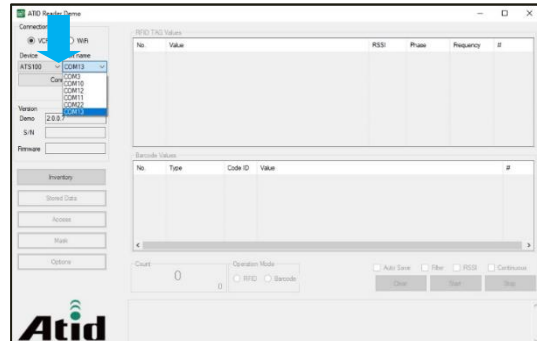 ATID Reader Demo
Connection
VCP WiFi
Device name
ATS100 COM13
COM3
COM10
COM12
COM11
COM22
COM13
Version
Demo 2.0.0.7
S/N
Firmware
Inventory
Stored Data
Access
Mask
Options
Atid
RFID TAG Values
No. Value RSSI Phase Frequency #
Barcode Values
No. Type Code ID Value #
Count
0
0
Operation Mode
RFID Barcode
Auto Save Filter RSSI Continuous
Clear Start Stop